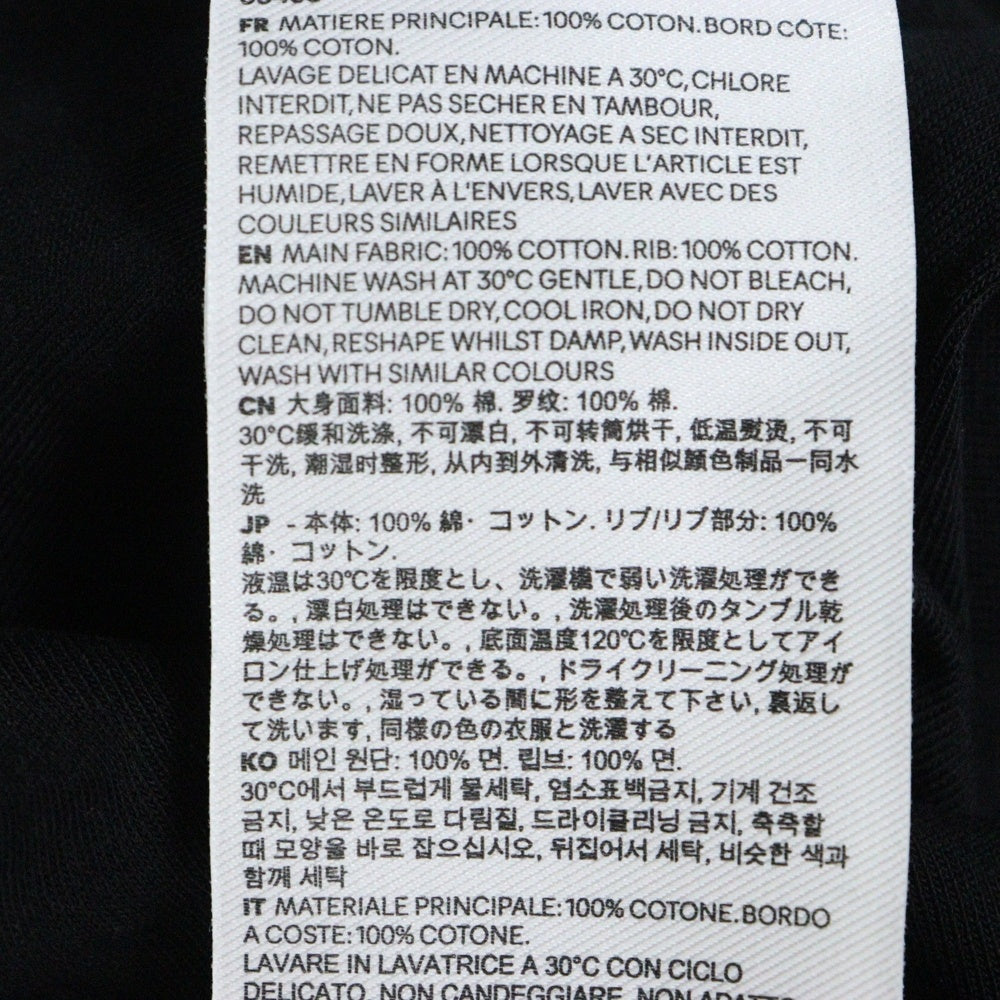 FR MATIERE PRINCIPALE: 100% COTON. BORD CÔTE:
100% COTON.
LAVAGE DELICAT EN MACHINE A 30°C, CHLORE
INTERDIT, NE PAS SECHER EN TAMBOUR,
REPASSAGE DOUX, NETTOYAGE A SEC INTERDIT,
REMETTRE EN FORME LORSQUE L'ARTICLE EST
HUMIDE, LAVER À L'ENVERS, LAVER AVEC DES
COULEURS SIMILAIRES
EN MAIN FABRIC: 100% COTTON. RIB: 100% COTTON.
MACHINE WASH AT 30°C GENTLE, DO NOT BLEACH,
DO NOT TUMBLE DRY, COOL IRON, DO NOT DRY
CLEAN, RESHAPE WHILST DAMP, WASH INSIDE OUT,
WASH WITH SIMILAR COLOURS
CN 大身面料: 100% 棉. 罗纹: 100% 棉.
30°C缓和洗涤, 不可漂白, 不可转筒烘干, 低温熨烫, 不可
干洗, 潮湿时整形, 从内到外清洗, 与相似颜色制品一同水
洗
JP - 本体: 100% 綿・ コットン. リブ/リブ部分: 100%
綿・ コットン.
液温は30℃を限度とし、洗濯機で弱い洗濯処理ができ
る。, 漂白処理はできない。, 洗濯処理後のタンブル乾
燥処理はできない。, 底面温度120℃を限度としてアイ
ロン仕上げ処理ができる。, ドライクリーニング処理が
できない。, 湿っている間に形を整えて下さい, 裏返し
て洗います, 同様の色の衣服と洗濯する
KO 메인 원단: 100% 면. 립브: 100% 면.
30°C에서 부드럽게 물세탁, 염소표백금지, 기계 건조
금지, 낮은 온도로 다림질, 드라이클리닝 금지, 축축할
때 모양을 바로 잡으십시오, 뒤집어서 세탁, 비슷한 색과
함께 세탁
IT MATERIALE PRINCIPALE: 100% COTONE. BORDO
A COSTE: 100% COTONE.
LAVARE IN LAVATRICE A 30°C CON CICLO
DELICATO, NON CANDEGGIARE, NON